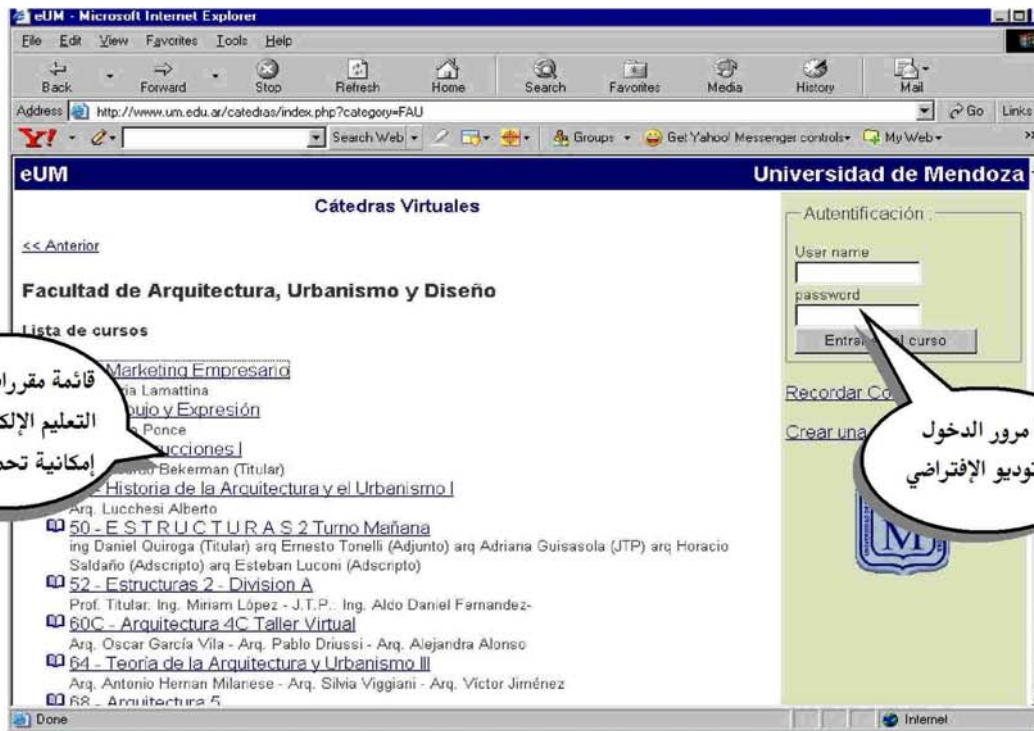 eUM - Microsoft Internet Explorer
File Edit View Favorites Tools Help
Back Forward Stop Refresh Home Search Favorites Media History Mail
Address http://www.um.edu.ar/catedras/index.php?category=FAU Go Links
Y! Search Web Groups Get Yahoo! Messenger controls My Web
eUM Universidad de Mendoza
Cátedras Virtuales
<< Anterior
Facultad de Arquitectura, Urbanismo y Diseño
Lista de cursos
Marketing Empresario
Lamattina
y Expresión
Ponce
Bekerman (Titular)
- Historia de la Arquitectura y el Urbanismo I
Arq. Lucchesi Alberto
50 - E S T R U C T U R A S 2 Turno Mañana
ing Daniel Quiroga (Titular) arq Ernesto Tonelli (Adjunto) arq Adriana Guisasola (JTP) arq Horacio
Saldaño (Adscripto) arq Esteban Luconi (Adscripto)
52 - Estructuras 2 - Division A
Prof. Titular: Ing. Miriam López - J.T.P.: Ing. Aldo Daniel Fernandez-
60C - Arquitectura 4C Taller Virtual
Arq. Oscar García Vila - Arq. Pablo Driussi - Arq. Alejandra Alonso
64 - Teoría de la Arquitectura y Urbanismo III
Arq. Antonio Hernan Milanese - Arq. Silvia Viggiani - Arq. Víctor Jiménez
68 - Arquitectura 5
Autentificación :
User name
password
curso
Recordar
Crear una
M
قائمة
التعليم
إمكانية
مرور الدخول
الإفتراضي
Done Internet